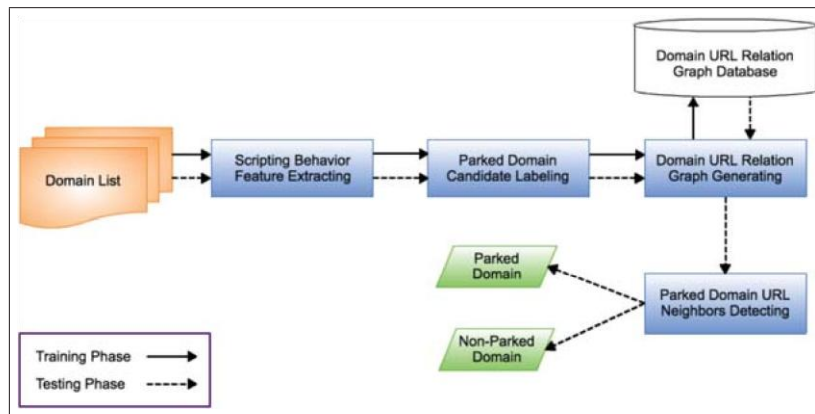 Domain URL Relation
Graph Database
Domain List
Scripting Behavior
Feature Extracting
Parked Domain
Candidate Labeling
Domain URL Relation
Graph Generating
Parked
Domain
Parked Domain URL
Neighbors Detecting
Non-Parked
Domain
Training Phase
Testing Phase